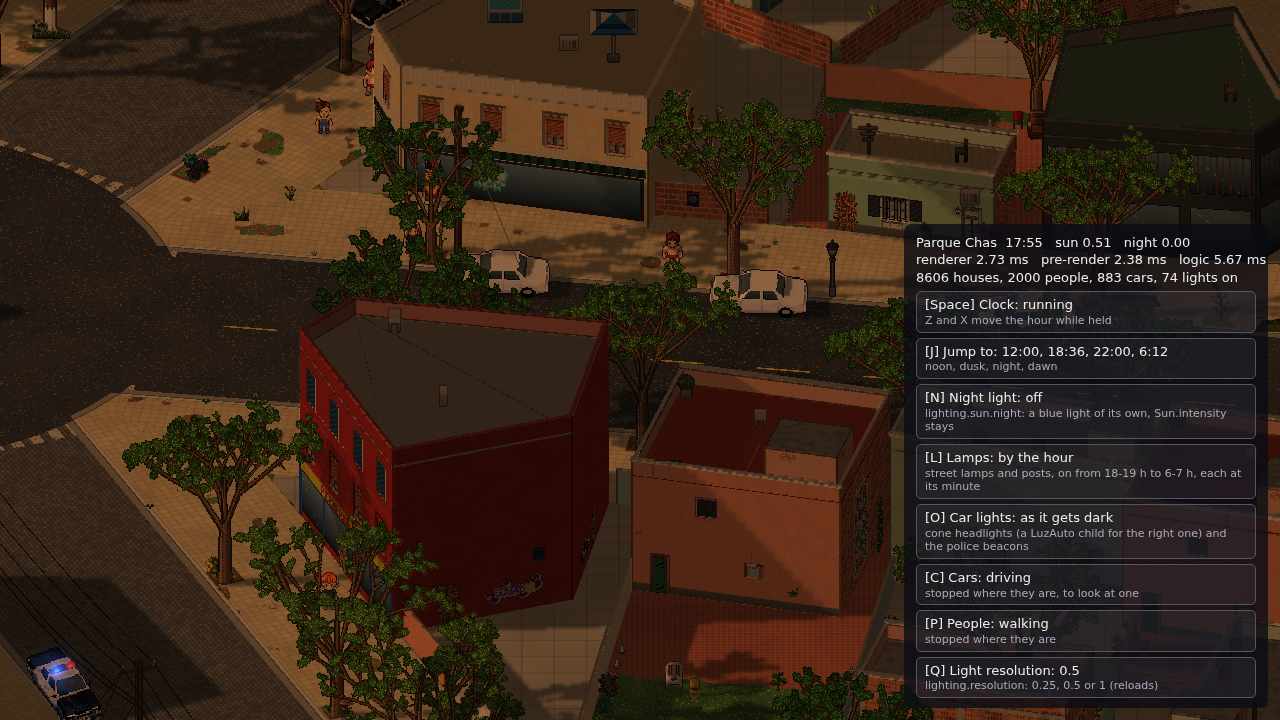 Parque Chas  17:55   sun 0.51   night 0.00
renderer 2.73 ms   pre-render 2.38 ms   logic 5.67 ms
8606 houses, 2000 people, 883 cars, 74 lights on
[Space] Clock: running
Z and X move the hour while held
[J] Jump to: 12:00, 18:36, 22:00, 6:12
noon, dusk, night, dawn
[N] Night light: off
lighting.sun.night: a blue light of its own, Sun.intensity
stays
[L] Lamps: by the hour
street lamps and posts, on from 18-19 h to 6-7 h, each at
its minute
[O] Car lights: as it gets dark
cone headlights (a LuzAuto child for the right one) and
the police beacons
[C] Cars: driving
stopped where they are, to look at one
[P] People: walking
stopped where they are
[Q] Light resolution: 0.5
lighting.resolution: 0.25, 0.5 or 1 (reloads)